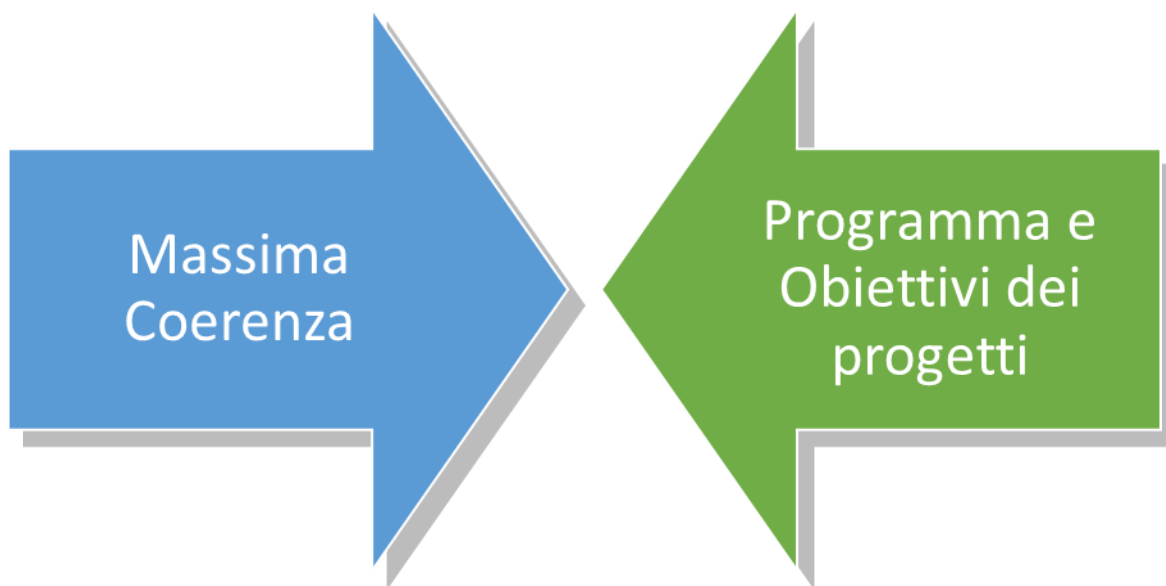 Massima
Coerenza
Programma e
Obiettivi dei
progetti